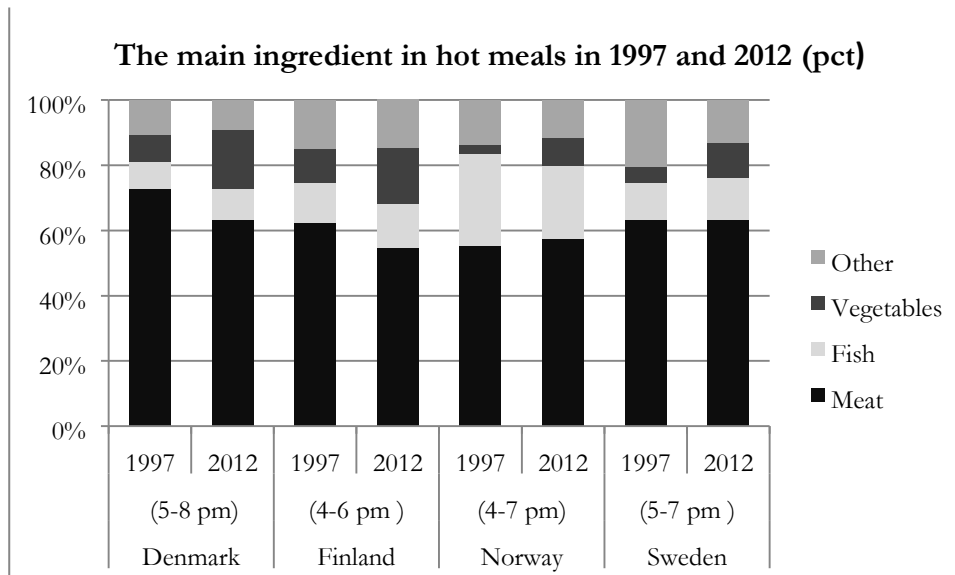 The main ingredient in hot meals in 1997 and 2012 (pct)
100%
80%
60%
40%
20%
0%
Other
Vegetables
Fish
Meat
1997 2012 1997 2012 1997 2012 1997 2012
(5-8 pm) (4-6 pm ) (4-7 pm) (5-7 pm )
Denmark Finland Norway Sweden